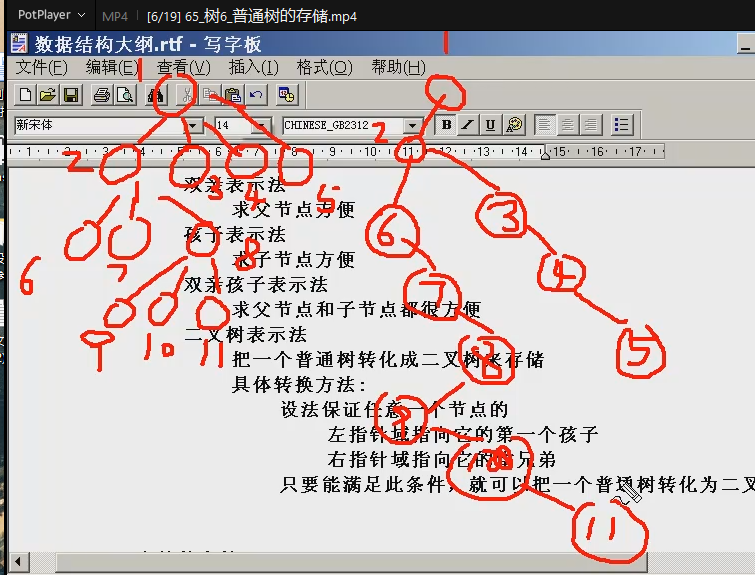 PotPlayer MP4 [6/19] 65_树6_普通树的存储.mp4
数据结构大纲.rtf - 写字板
文件(F) 编辑(E) 查看(V) 插入(I) 格式(O) 帮助(H)
新宋体 14 CHINESE_GB2312 B I U
1 2 3 4 5 6 7 8 9 10 11 12 13 14 15 16 17
双亲表示法
求父节点方便
孩子表示法
求子节点方便
双亲孩子表示法
求父节点和子节点都很方便
二叉树表示法
把一个普通树转化成二叉树来存储
具体转换方法:
设法保证任意一个节点的
左指针域指向它的第一个孩子
右指针域指向它的兄弟
只要能满足此条件，就可以把一个普通树转化为二叉
1
2 3 4 5
6 7 8
9 10 11
1
2
6 3
7 4
8 5
9
10
11